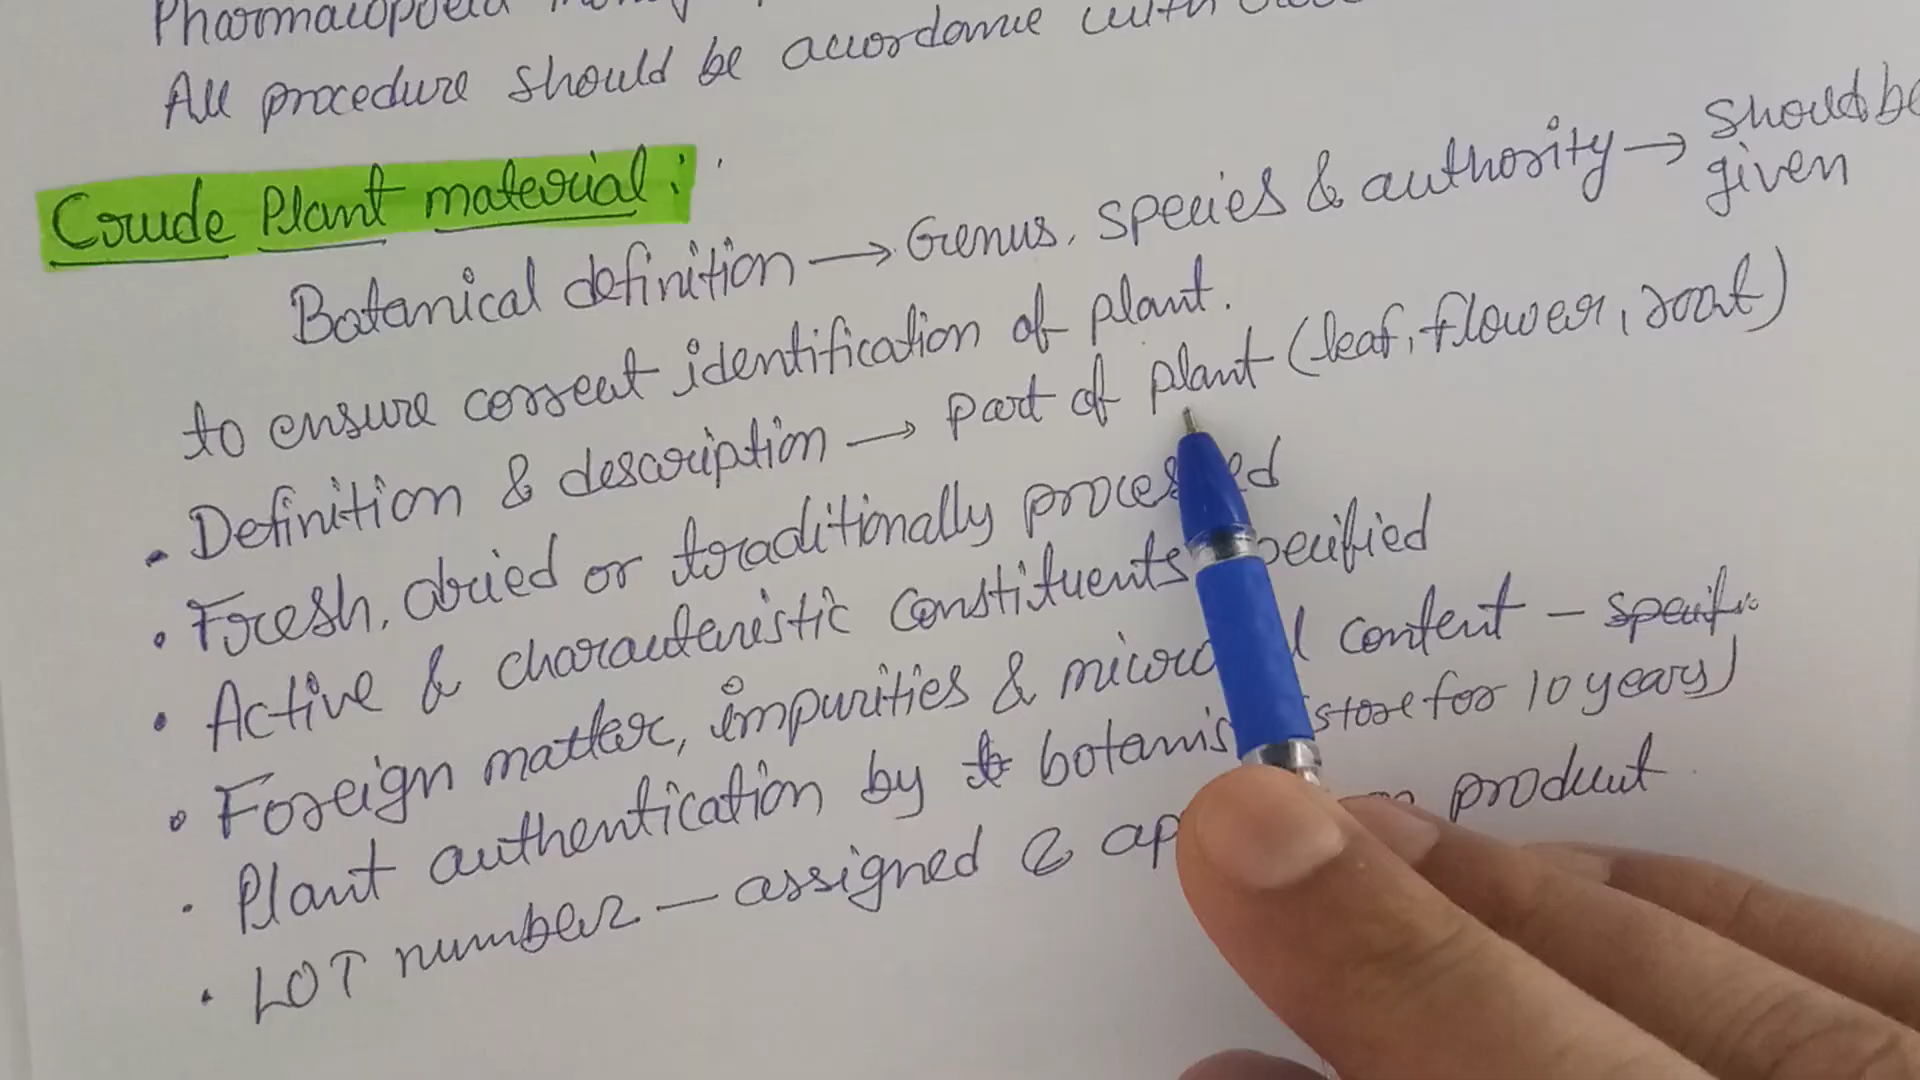 Pharmacopoeia
All procedure should be accordance with
Crude Plant material :
Botanical definition → Genus, species & authority → should be given
to ensure correct identification of plant.
• Definition & description → part of plant (leaf, flower, root)
• Fresh, dried or traditionally processed
• Active & characteristic constituents specified
• Foreign matter, impurities & content –
• Plant authentication by botanis store for 10 years)
• LOT number – assigned & ap product.